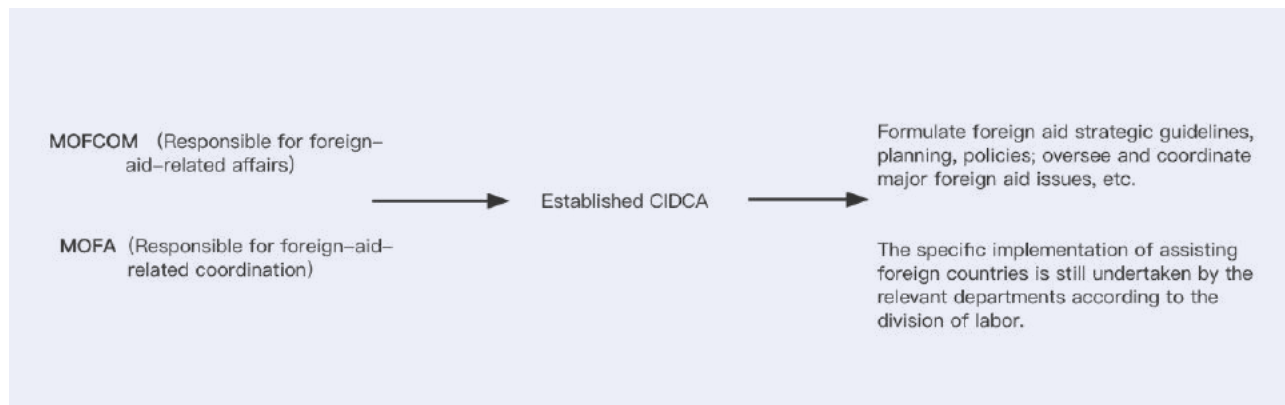 MOFCOM (Responsible for foreign-
aid-related affairs)
MOFA (Responsible for foreign-aid-
related coordination)
Established CIDCA
Formulate foreign aid strategic guidelines,
planning, policies; oversee and coordinate
major foreign aid issues, etc.
The specific implementation of assisting
foreign countries is still undertaken by the
relevant departments according to the
division of labor.